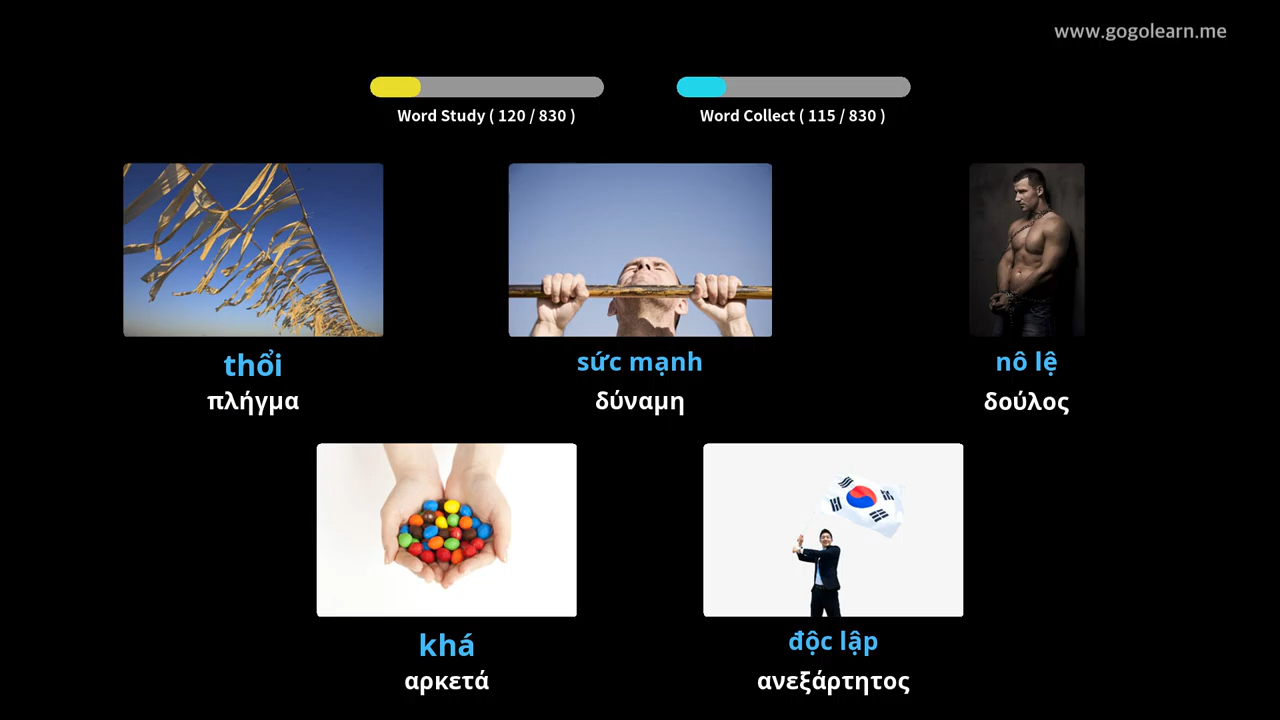 www.gogolearn.me
Word Study ( 120 / 830 )
Word Collect ( 115 / 830 )
thổi
πλήγμα
sức mạnh
δύναμη
nô lệ
δούλος
khá
αρκετά
độc lập
ανεξάρτητος